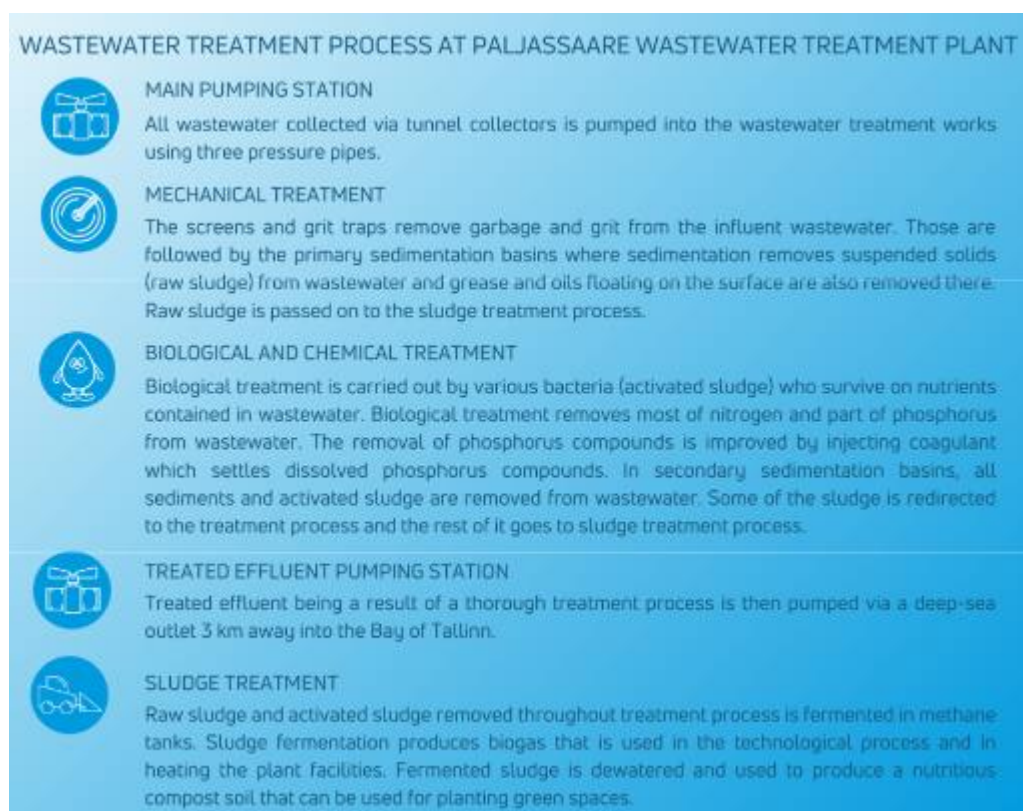 WASTEWATER TREATMENT PROCESS AT PALJASSAARE WASTEWATER TREATMENT PLANT
MAIN PUMPING STATION
All wastewater collected via tunnel collectors is pumped into the wastewater treatment works
using three pressure pipes.
MECHANICAL TREATMENT
The screens and grit traps remove garbage and grit from the influent wastewater. Those are
followed by the primary sedimentation basins where sedimentation removes suspended solids
(raw sludge) from wastewater and grease and oils floating on the surface are also removed there.
Raw sludge is passed on to the sludge treatment process.
BIOLOGICAL AND CHEMICAL TREATMENT
Biological treatment is carried out by various bacteria (activated sludge) who survive on nutrients
contained in wastewater. Biological treatment removes most of nitrogen and part of phosphorus
from wastewater. The removal of phosphorus compounds is improved by injecting coagulant
which settles dissolved phosphorus compounds. In secondary sedimentation basins, all
sediments and activated sludge are removed from wastewater. Some of the sludge is redirected
to the treatment process and the rest of it goes to sludge treatment process.
TREATED EFFLUENT PUMPING STATION
Treated effluent being a result of a thorough treatment process is then pumped via a deep-sea
outlet 3 km away into the Bay of Tallinn.
SLUDGE TREATMENT
Raw sludge and activated sludge removed throughout treatment process is fermented in methane
tanks. Sludge fermentation produces biogas that is used in the technological process and in
heating the plant facilities. Fermented sludge is dewatered and used to produce a nutritious
compost soil that can be used for planting green spaces.